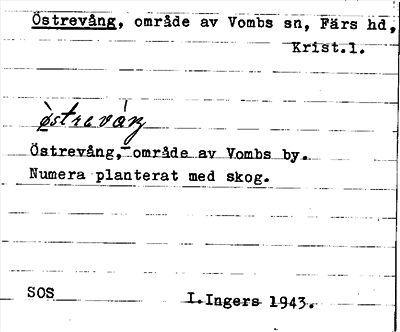 Östrevång, område av Vombs sn, Färs hd,
Krist.l.
östrevåŋ
Östrevång, område av Vombs by.
Numera planterat med skog.
SOS I.Ingers 1943.